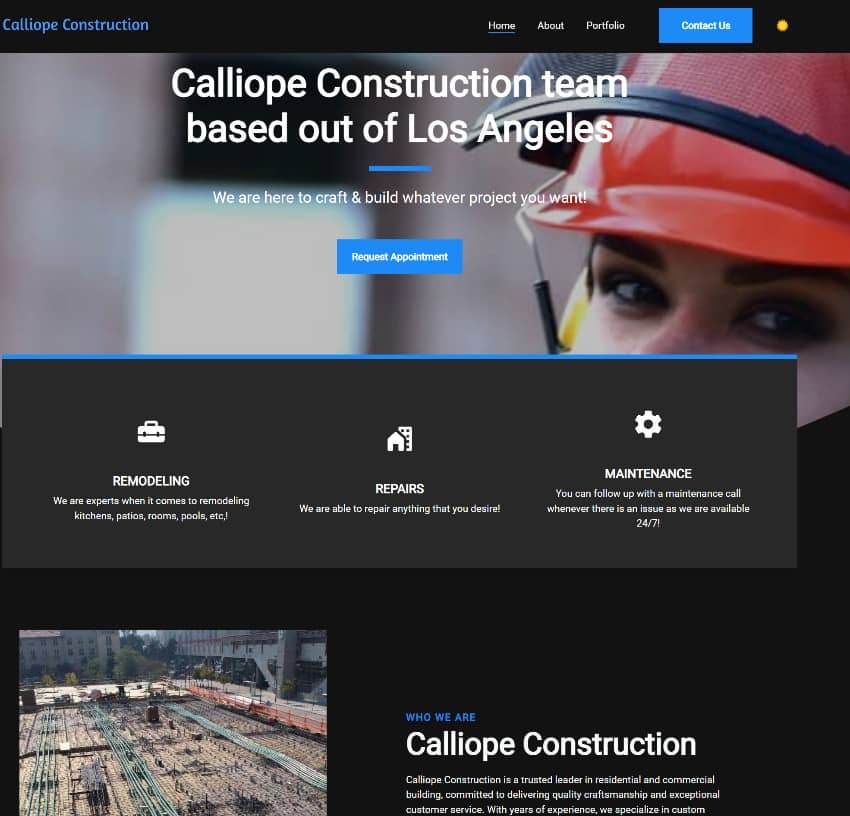 Calliope Construction
Home
About
Portfolio
Contact Us
Calliope Construction team
based out of Los Angeles
We are here to craft & build whatever project you want!
Request Appointment
REMODELING
We are experts when it comes to remodeling
kitchens, patios, rooms, pools, etc,!
REPAIRS
We are able to repair anything that you desire!
MAINTENANCE
You can follow up with a maintenance call
whenever there is an issue as we are available
24/7!
WHO WE ARE
Calliope Construction
Calliope Construction is a trusted leader in residential and commercial
building, committed to delivering quality craftsmanship and exceptional
customer service. With years of experience, we specialize in custom